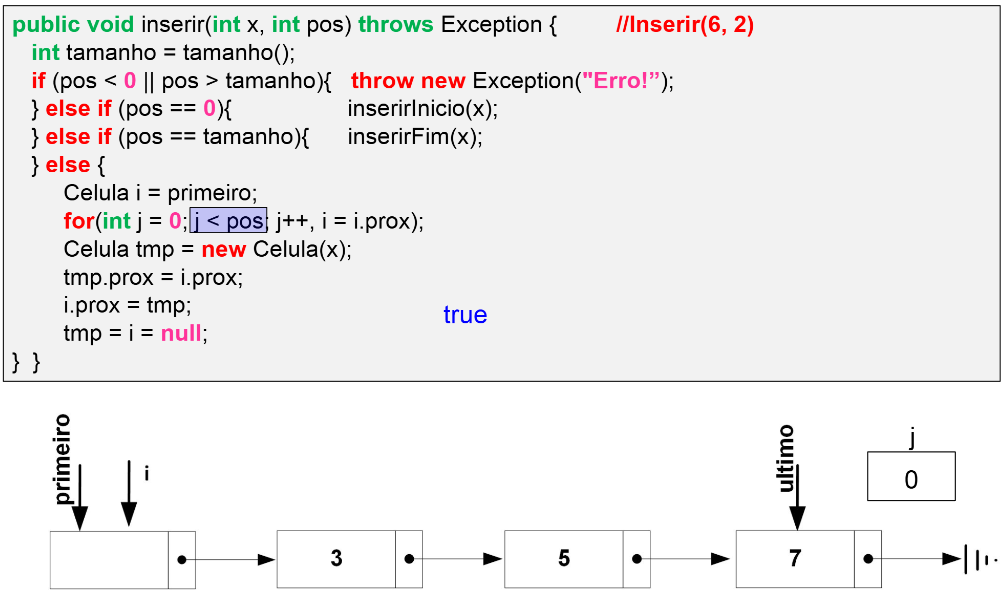 public void inserir(int x, int pos) throws Exception { //Inserir(6, 2)
int tamanho = tamanho();
if (pos < 0 || pos > tamanho){ throw new Exception("Erro!”);
} else if (pos == 0){ inserirInicio(x);
} else if (pos == tamanho){ inserirFim(x);
} else {
Celula i = primeiro;
for(int j = 0; j < pos; j++, i = i.prox);
Celula tmp = new Celula(x);
tmp.prox = i.prox;
i.prox = tmp;
true
tmp = i = null;
} }
primeiro
i
ultimo
j
0
3
5
7